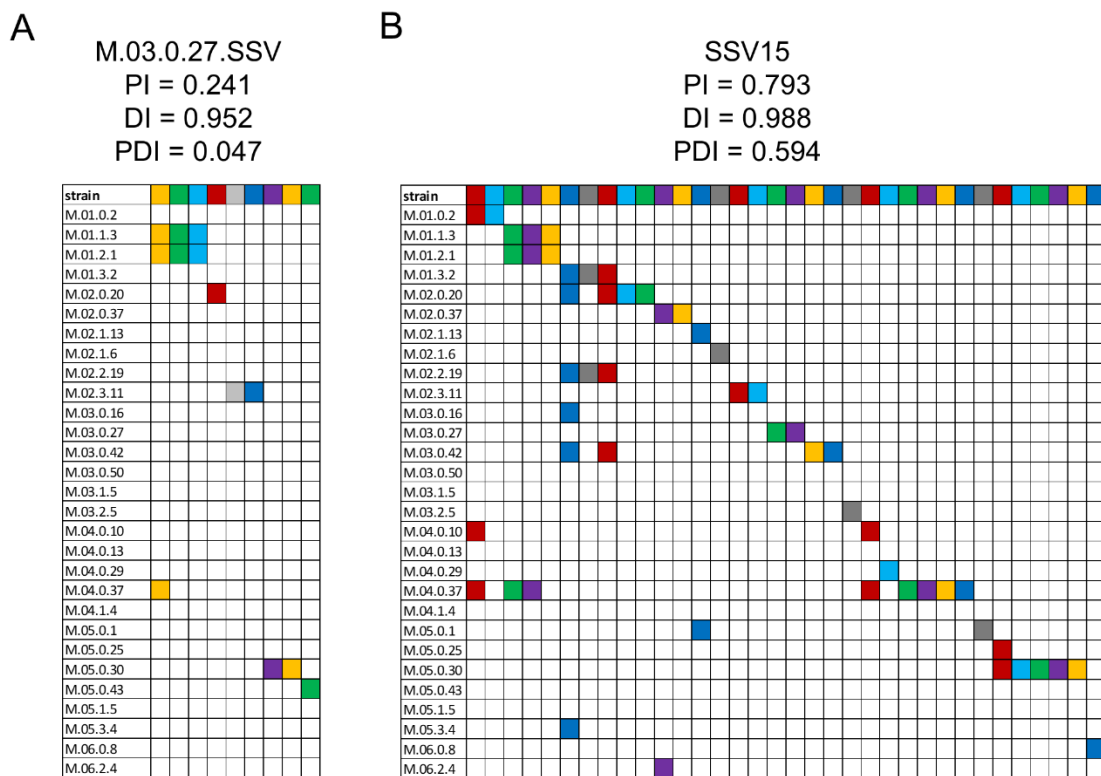 A
M.03.0.27.SSV
PI = 0.241
DI = 0.952
PDI = 0.047
strain
M.01.0.2
M.01.1.3
M.01.2.1
M.01.3.2
M.02.0.20
M.02.0.37
M.02.1.13
M.02.1.6
M.02.2.19
M.02.3.11
M.03.0.16
M.03.0.27
M.03.0.42
M.03.0.50
M.03.1.5
M.03.2.5
M.04.0.10
M.04.0.13
M.04.0.29
M.04.0.37
M.04.1.4
M.05.0.1
M.05.0.25
M.05.0.30
M.05.0.43
M.05.1.5
M.05.3.4
M.06.0.8
M.06.2.4
B
SSV15
PI = 0.793
DI = 0.988
PDI = 0.594
strain
M.01.0.2
M.01.1.3
M.01.2.1
M.01.3.2
M.02.0.20
M.02.0.37
M.02.1.13
M.02.1.6
M.02.2.19
M.02.3.11
M.03.0.16
M.03.0.27
M.03.0.42
M.03.0.50
M.03.1.5
M.03.2.5
M.04.0.10
M.04.0.13
M.04.0.29
M.04.0.37
M.04.1.4
M.05.0.1
M.05.0.25
M.05.0.30
M.05.0.43
M.05.1.5
M.05.3.4
M.06.0.8
M.06.2.4